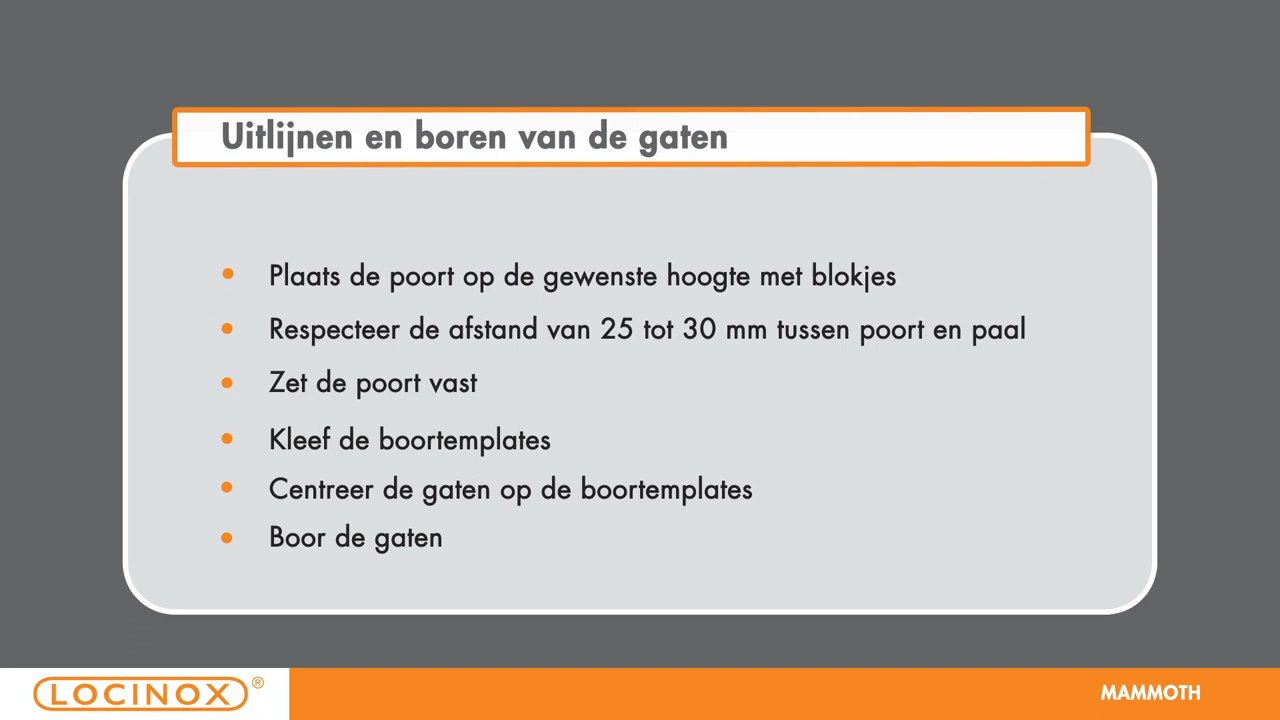 Uitlijnen en boren van de gaten
• Plaats de poort op de gewenste hoogte met blokjes
• Respecteer de afstand van 25 tot 30 mm tussen poort en paal
• Zet de poort vast
• Kleef de boortemplates
• Centreer de gaten op de boortemplates
• Boor de gaten
LOCINOX®
MAMMOTH